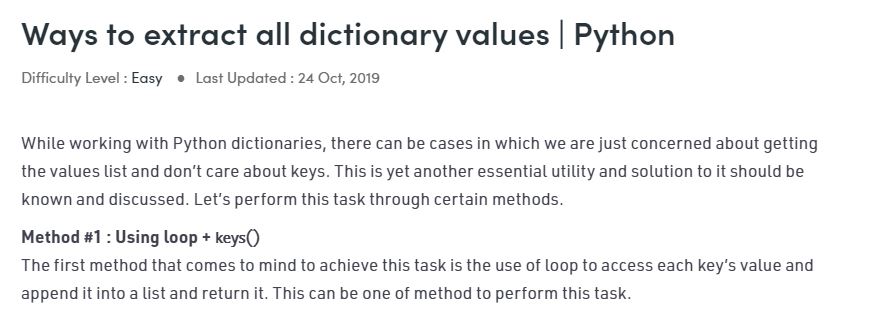 Ways to extract all dictionary values | Python
Difficulty Level : Easy ● Last Updated : 24 Oct, 2019
While working with Python dictionaries, there can be cases in which we are just concerned about getting
the values list and don’t care about keys. This is yet another essential utility and solution to it should be
known and discussed. Let’s perform this task through certain methods.
Method #1 : Using loop + keys()
The first method that comes to mind to achieve this task is the use of loop to access each key’s value and
append it into a list and return it. This can be one of method to perform this task.